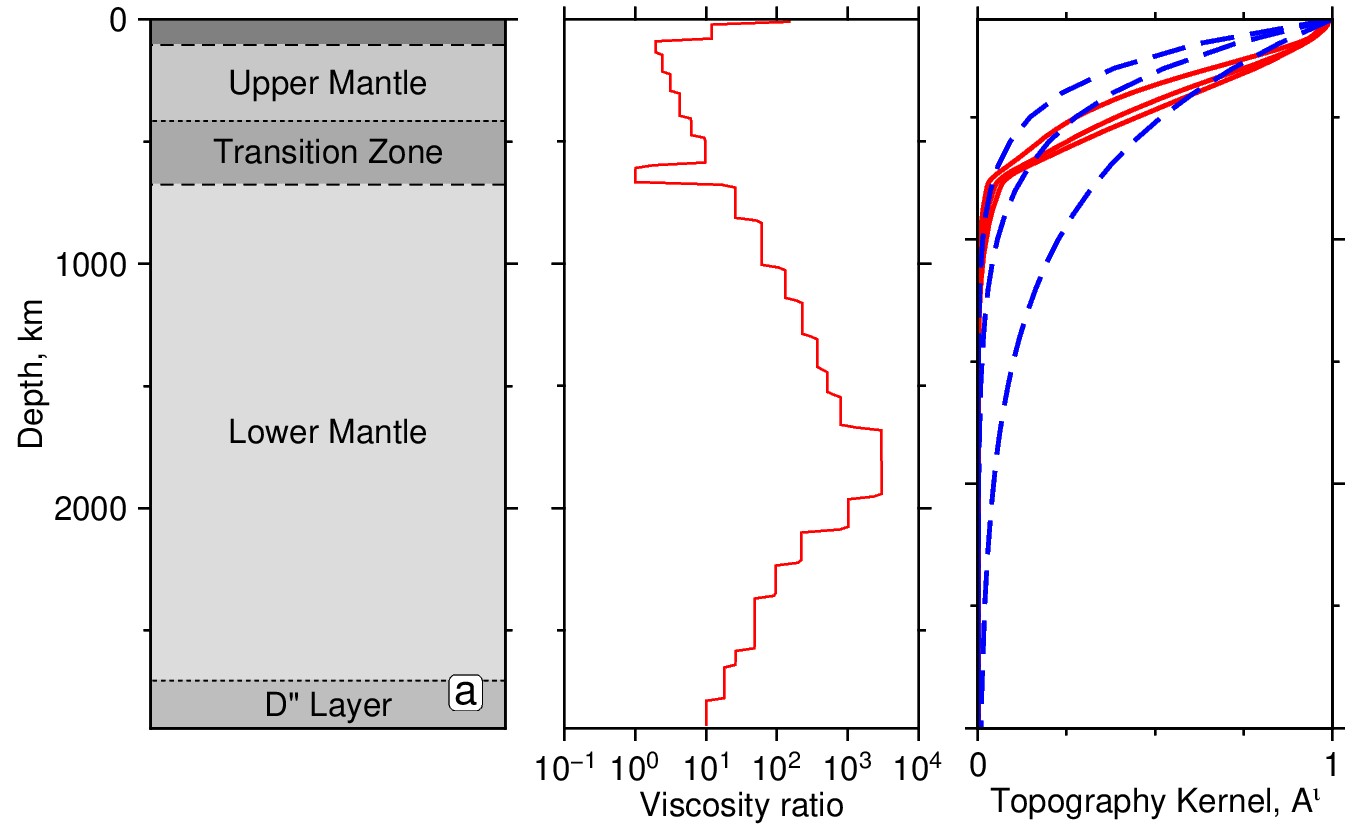 0
1000
2000
Depth, km
Upper Mantle
Transition Zone
Lower Mantle
D" Layer
a
10⁻¹ 10⁰ 10¹ 10² 10³ 10⁴
Viscosity ratio
0 1
Topography Kernel, Aᶥ